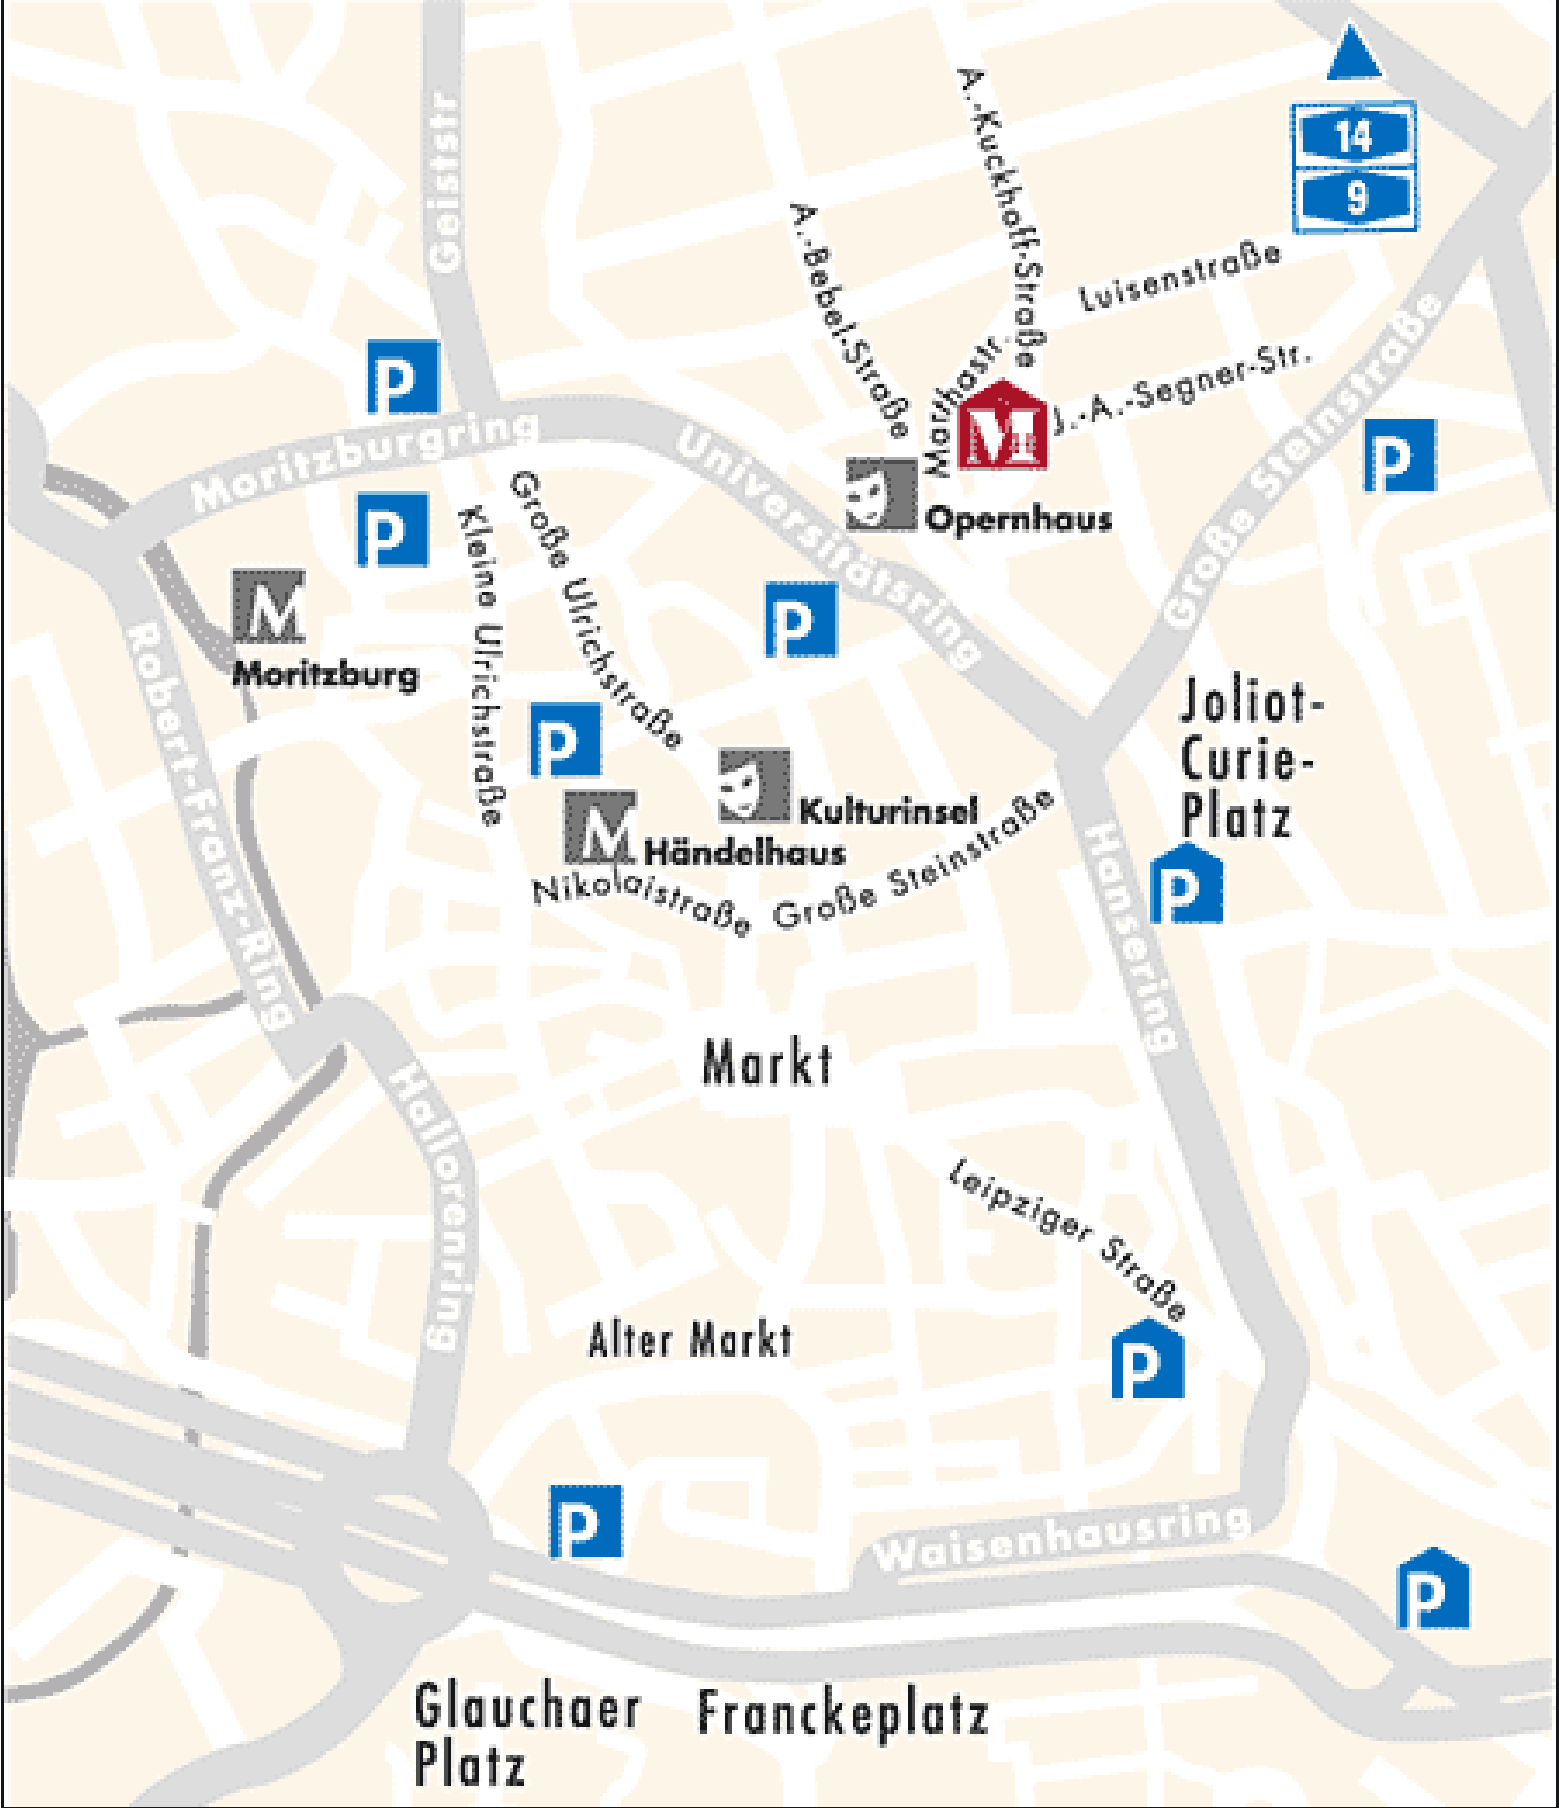 14
9
A.-Kuckhoff-Straße
Geiststr
A.-Bebel-Straße
Luisenstraße
Marthastr.
J.-A.-Segner-Str.
Große Steinstraße
P
Moritzburgring
M
P
Universitätsring
Opernhaus
Große Ulrichstraße
Kleine Ulrichstraße
P
M
Moritzburg
P
Robert-Franz-Ring
Joliot-
Curie-
Platz
P
Kulturinsel
M
Händelhaus
Nikolaistraße
Große Steinstraße
P
Hansering
Markt
Hallorenring
Leipziger Straße
Alter Markt
P
P
Waisenhausring
P
Glauchaer
Platz
Franckeplatz